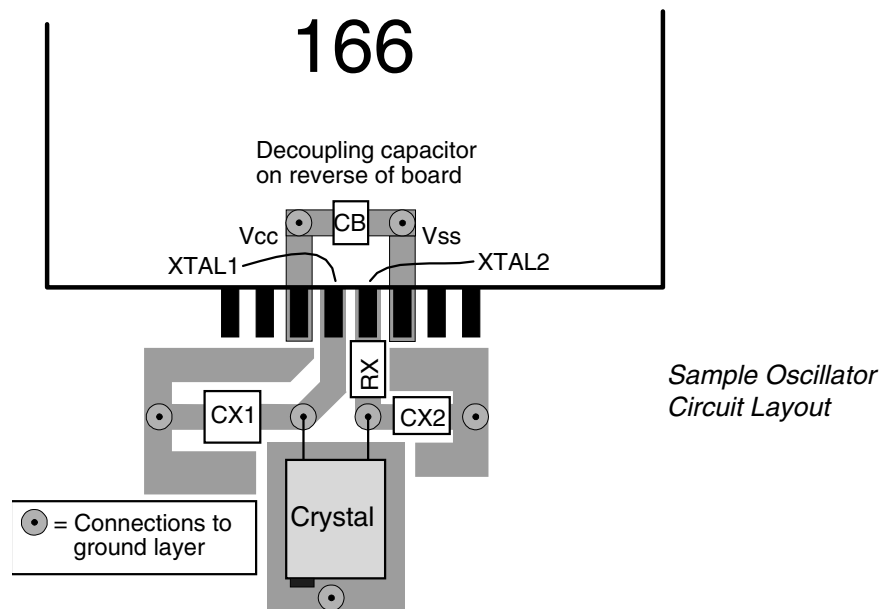 166
Decoupling capacitor
on reverse of board
CB
Vcc
Vss
XTAL1
XTAL2
RX
CX1
CX2
Sample Oscillator
Circuit Layout
Crystal
= Connections to
ground layer